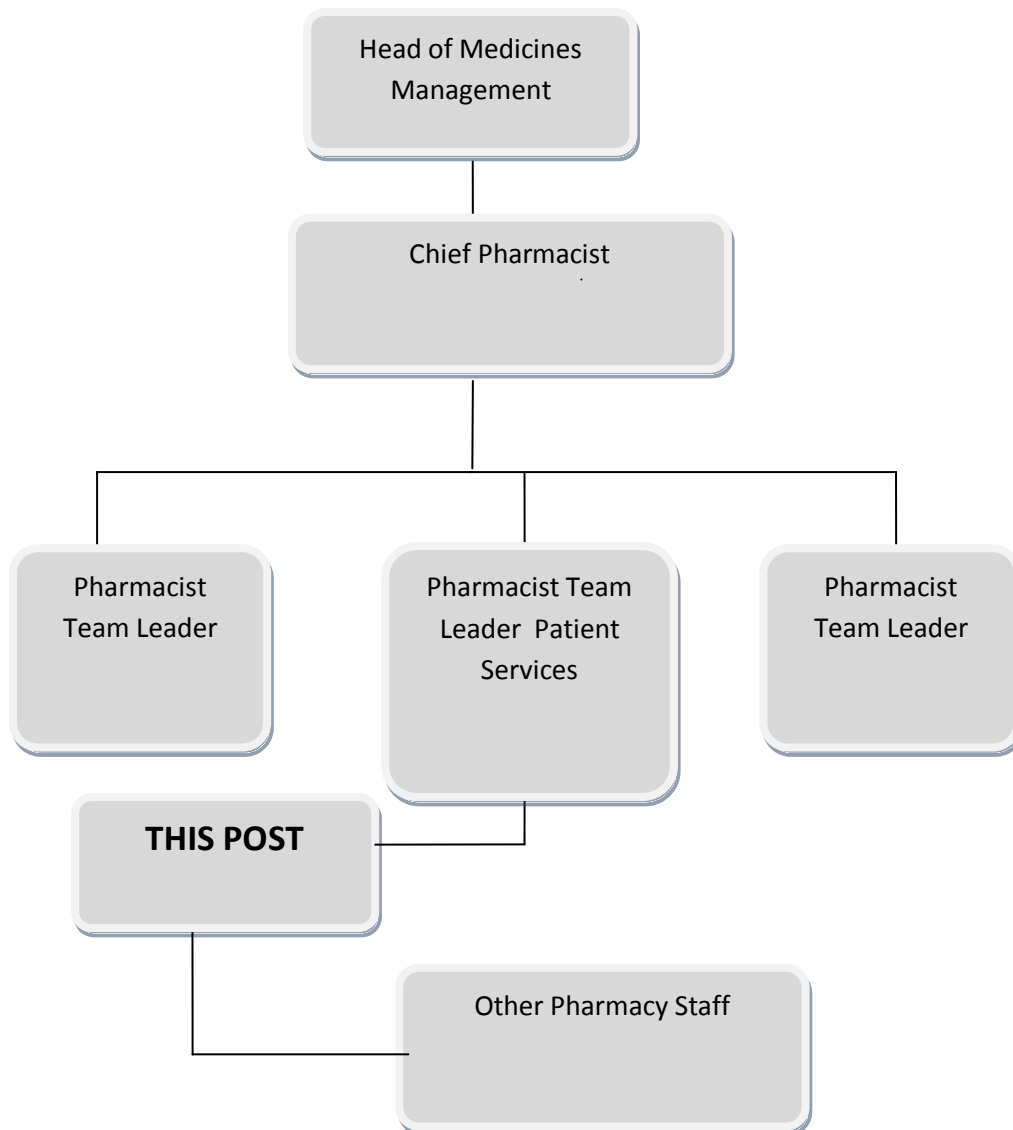 Head of Medicines
Management
Chief Pharmacist
.
Pharmacist
Team Leader
Pharmacist Team
Leader  Patient
Services
Pharmacist
Team Leader
THIS POST
Other Pharmacy Staff